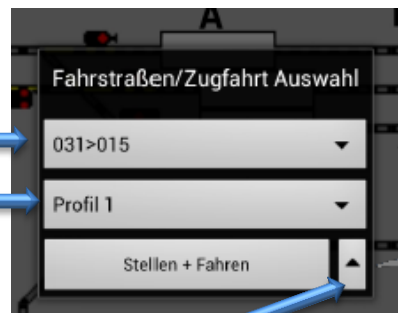 A
Fahrstraßen/Zugfahrt Auswahl
031>015
Profil 1
Stellen + Fahren